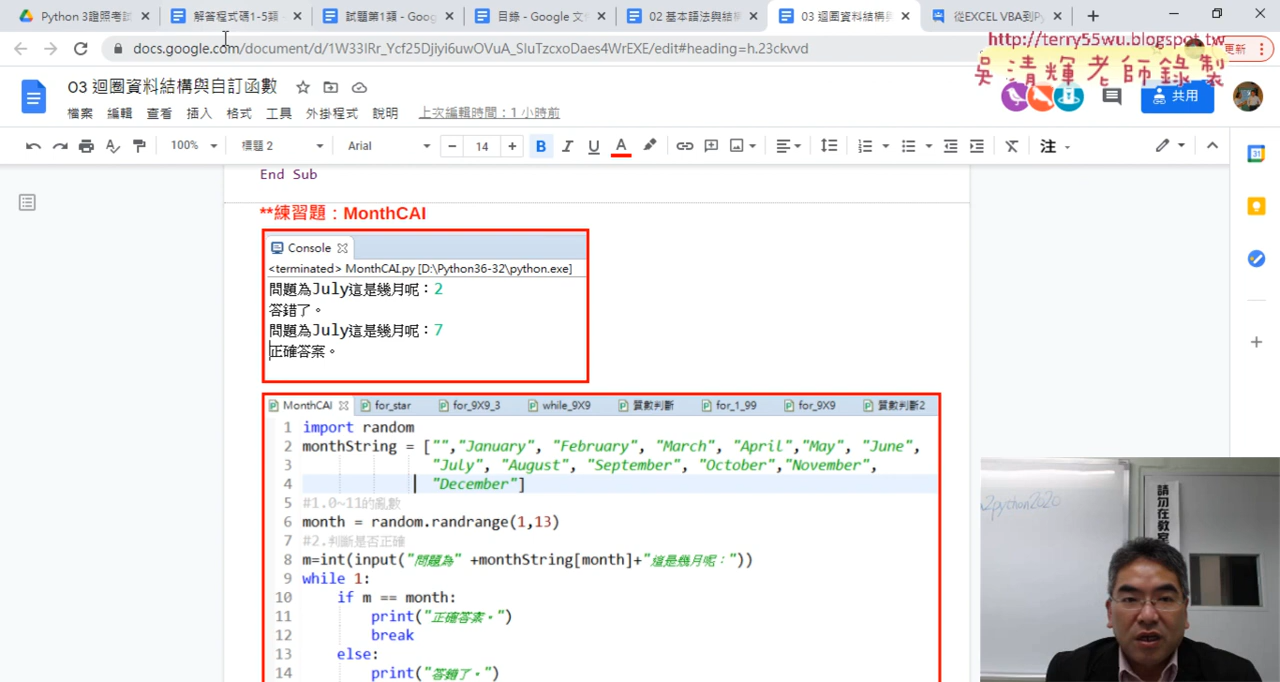 Python 3證照考試
解答程式碼1-5類 -
試題第1類 - Goog
目錄 - Google 文
02 基本語法與結
03 迴圈資料結構與
從EXCEL VBA到Py
docs.google.com/document/d/1W33IRr_Ycf25Djiyi6uwOVuA_SluTzcxoDaes4WrEXE/edit#heading=h.23ckvvd
更新
http://terry55wu.blogspot.tw
吳清輝老師錄製
03 迴圈資料結構與自訂函數
檔案 編輯 查看 插入 格式 工具 外掛程式 說明 上次編輯時間：1 小時前
共用
100% 標題 2 Arial 14 B I U A 注
End Sub
**練習題：MonthCAI
Console
<terminated> MonthCAI.py [D:\Python36-32\python.exe]
問題為July這是幾月呢：2
答錯了。
問題為July這是幾月呢：7
正確答案。
MonthCAI for_star for_9X9_3 while_9X9 質數判斷 for_1_99 for_9X9 質數判斷2
1 import random
2 monthString = ["","January", "February", "March", "April","May", "June",
3 "July", "August", "September", "October","November",
4 "December"]
5 #1.0~11的亂數
6 month = random.randrange(1,13)
7 #2.判斷是否正確
8 m=int(input("問題為" +monthString[month]+"這是幾月呢："))
9 while 1:
10 if m == month:
11 print("正確答案。")
12 break
13 else:
14 print("答錯了。")
31
請勿在教室